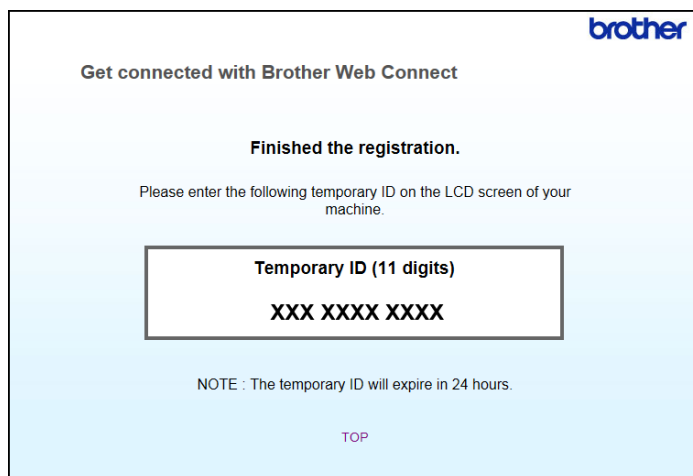 brother
Get connected with Brother Web Connect
Finished the registration.
Please enter the following temporary ID on the LCD screen of your
machine.
Temporary ID (11 digits)
XXX XXXX XXXX
NOTE : The temporary ID will expire in 24 hours.
TOP